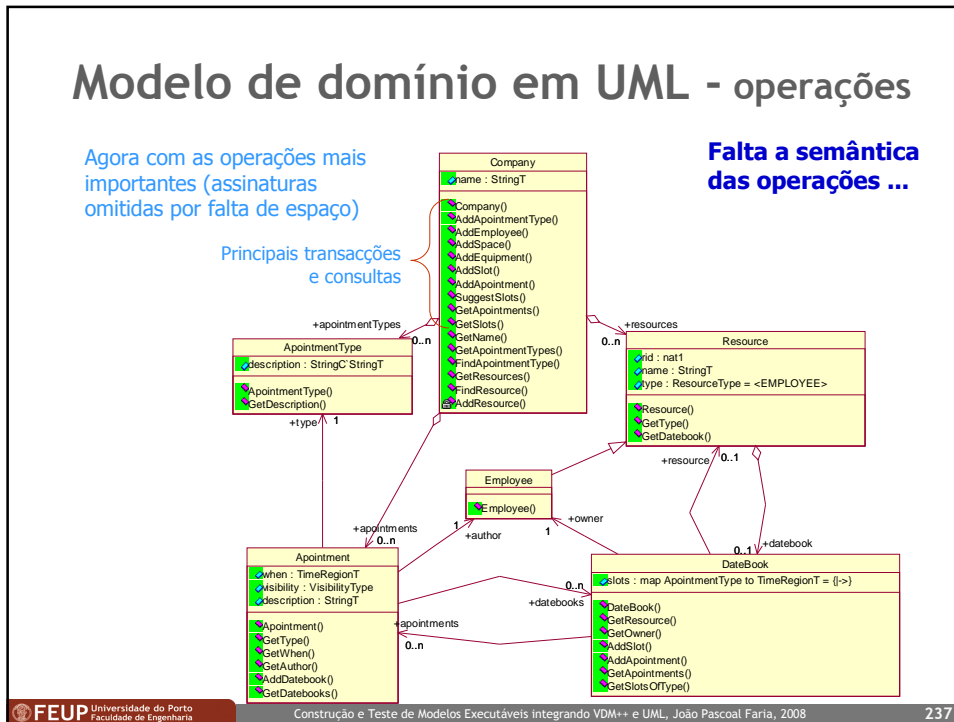 Modelo de domínio em UML - operações
Agora com as operações mais
importantes (assinaturas
omitidas por falta de espaço)
Falta a semântica
das operações ...
Principais transacções
e consultas
Company
name : StringT
Company()
AddApointmentType()
AddEmployee()
AddSpace()
AddEquipment()
AddSlot()
AddApointment()
SuggestSlots()
GetApointments()
GetSlots()
GetName()
GetApointmentTypes()
FindApointmentType()
GetResources()
FindResource()
AddResource()
+apointmentTypes
0..n
+resources
0..n
ApointmentType
description : StringC`StringT
ApointmentType()
GetDescription()
+type
1
Resource
rid : nat1
name : StringT
type : ResourceType = <EMPLOYEE>
Resource()
GetType()
GetDatebook()
+resource
0..1
Employee
Employee()
+apointments
0..n
1
+author
+owner
1
0..1
+datebook
Apointment
when : TimeRegionT
visibility : VisibilityType
description : StringT
Apointment()
GetType()
GetWhen()
GetAuthor()
AddDatebook()
GetDatebooks()
0..n
+datebooks
+apointments
0..n
DateBook
slots : map ApointmentType to TimeRegionT = {|->}
DateBook()
GetResource()
GetOwner()
AddSlot()
AddApointment()
GetApointments()
GetSlotsOfType()
FEUP Universidade do Porto
Faculdade de Engenharia
Construção e Teste de Modelos Executáveis integrando VDM++ e UML, João Pascoal Faria, 2008
237